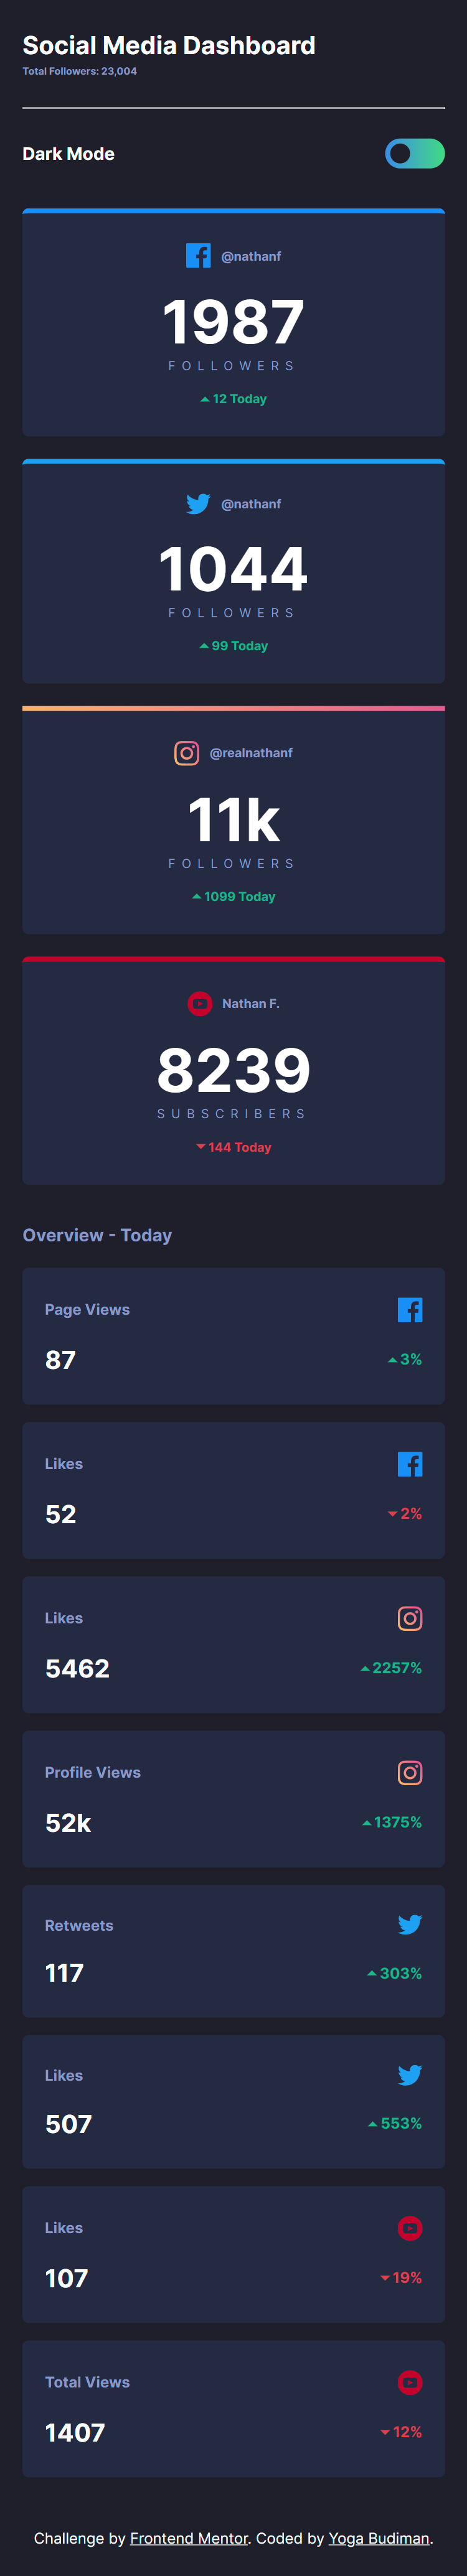 Social Media Dashboard
Total Followers: 23,004
Dark Mode
@nathanf
1987
FOLLOWERS
12 Today
@nathanf
1044
FOLLOWERS
99 Today
@realnathanf
11k
FOLLOWERS
1099 Today
Nathan F.
8239
SUBSCRIBERS
144 Today
Overview - Today
Page Views
87
3%
Likes
52
2%
Likes
5462
2257%
Profile Views
52k
1375%
Retweets
117
303%
Likes
507
553%
Likes
107
19%
Total Views
1407
12%
Challenge by Frontend Mentor. Coded by Yoga Budiman.